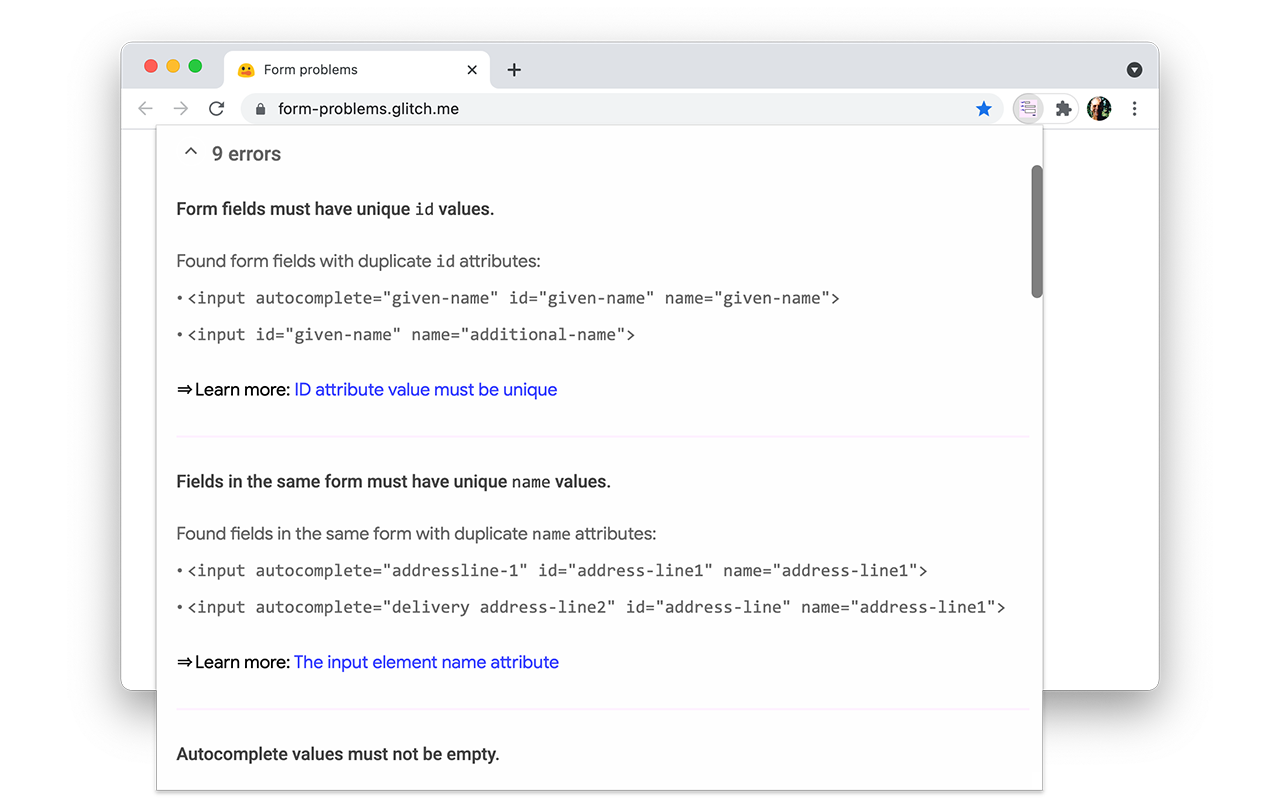 Form problems
form-problems.glitch.me
9 errors
Form fields must have unique id values.
Found form fields with duplicate id attributes:
• <input autocomplete="given-name" id="given-name" name="given-name">
• <input id="given-name" name="additional-name">
⇒ Learn more: ID attribute value must be unique
Fields in the same form must have unique name values.
Found fields in the same form with duplicate name attributes:
• <input autocomplete="addressline-1" id="address-line1" name="address-line1">
• <input autocomplete="delivery address-line2" id="address-line" name="address-line1">
⇒ Learn more: The input element name attribute
Autocomplete values must not be empty.